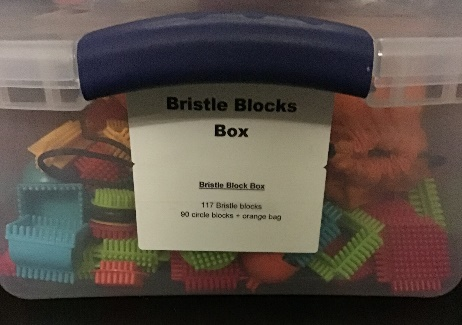 Bristle Blocks
Box
Bristle Block Box
117 Bristle blocks
90 circle blocks + orange bag